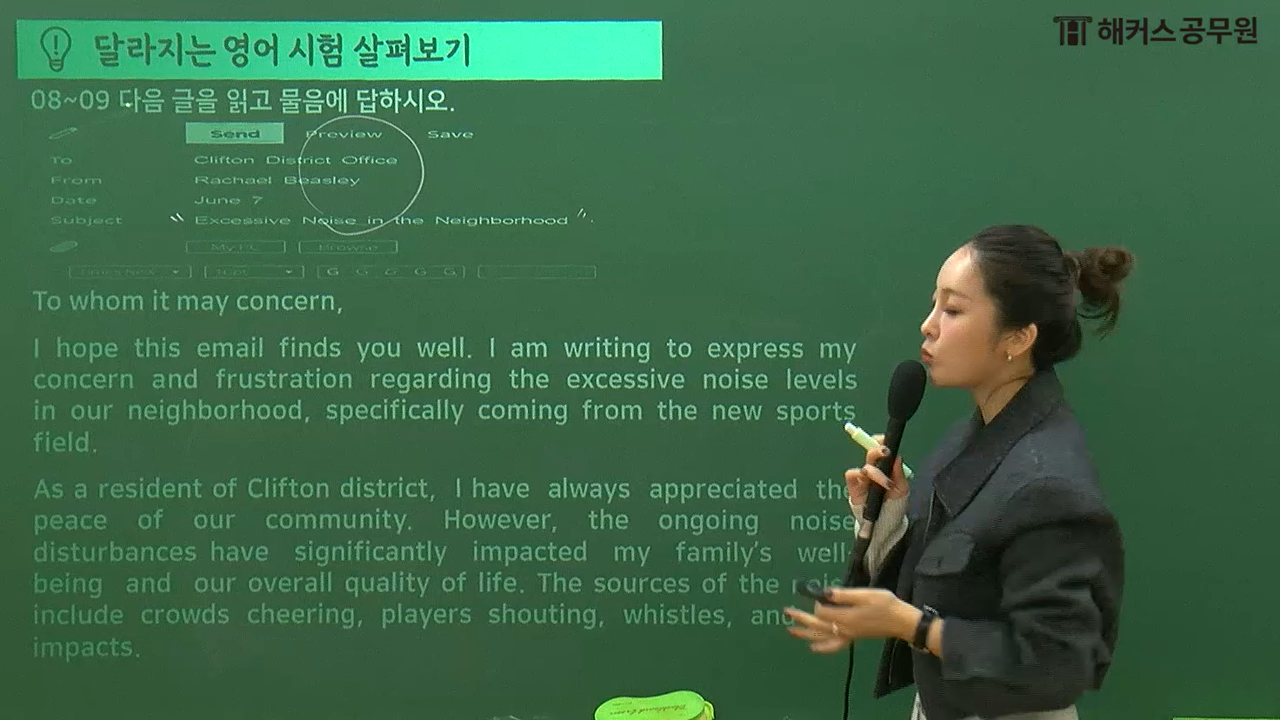 해커스공무원
달라지는 영어 시험 살펴보기
08~09 다음 글을 읽고 물음에 답하시오.
Send Preview Save
To Clifton District Office
From Rachael Beasley
Date June 7
Subject " Excessive Noise in the Neighborhood "
My PC Browse
Times New 10pt G G G G G
To whom it may concern,
I hope this email finds you well. I am writing to express my
concern and frustration regarding the excessive noise levels
in our neighborhood, specifically coming from the new sports
field.
As a resident of Clifton district, I have always appreciated the
peace of our community. However, the ongoing noise
disturbances have significantly impacted my family's well-
being and our overall quality of life. The sources of the noise
include crowds cheering, players shouting, whistles, and
impacts.